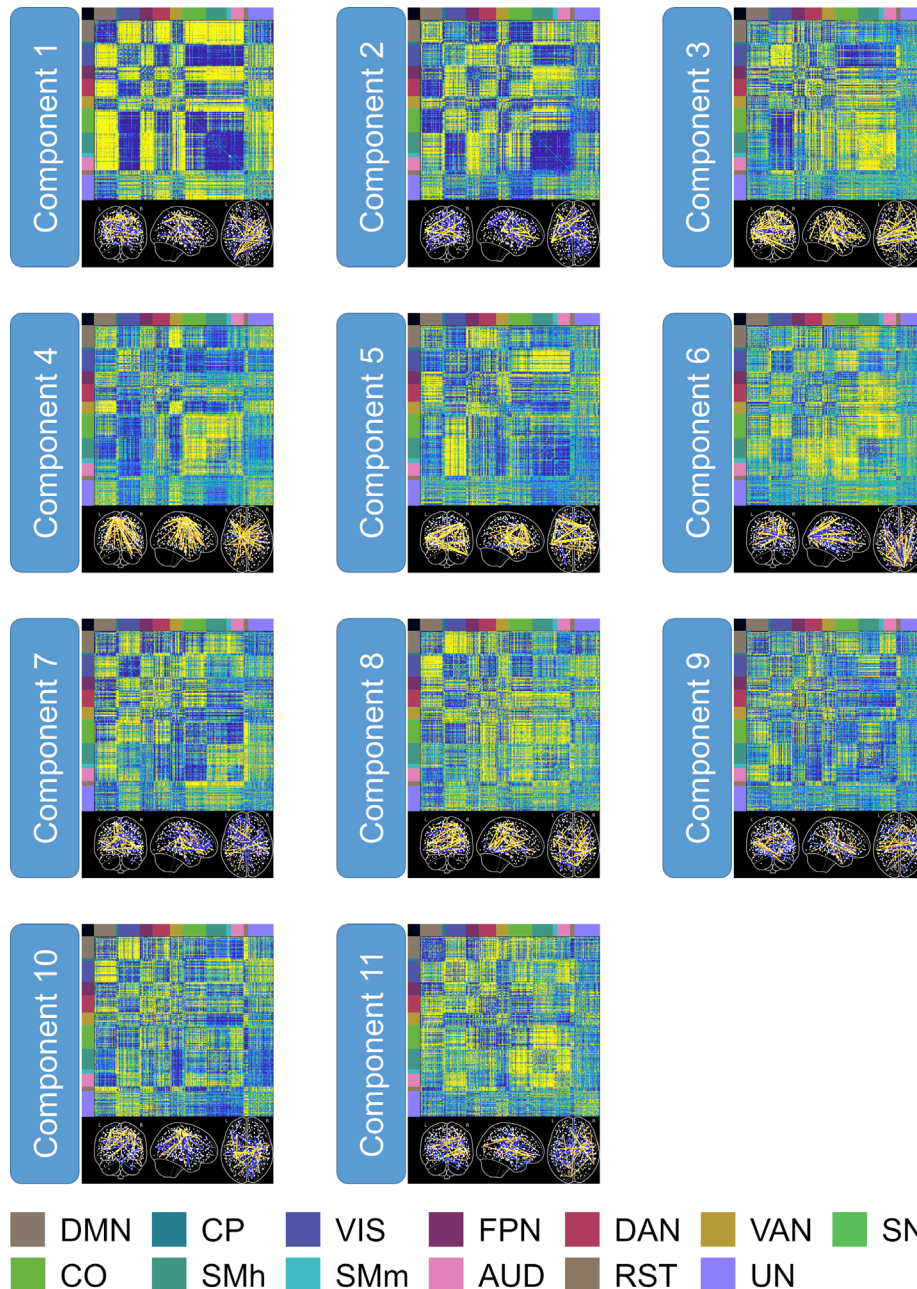 Component 1
Component 2
Component 3
Component 4
Component 5
Component 6
Component 7
Component 8
Component 9
Component 10
Component 11
DMN CP VIS FPN DAN VAN SN
CO SMh SMm AUD RST UN